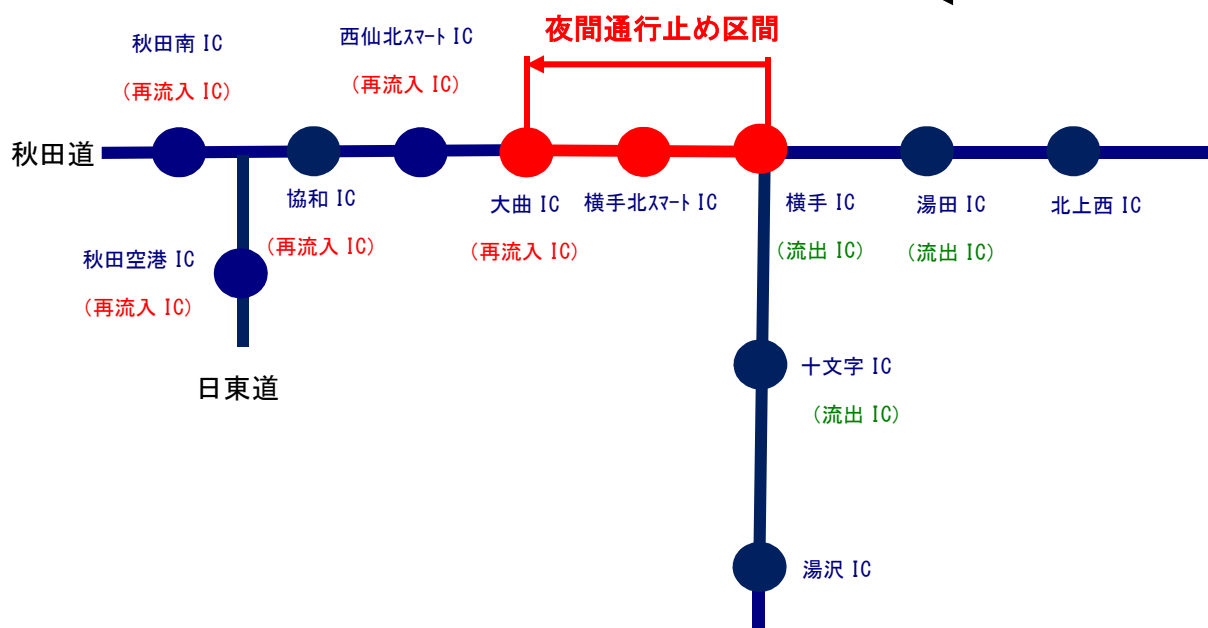 夜間通行止め区間
秋田南 IC
(再流入 IC)
西仙北スマート IC
(再流入 IC)
秋田道
協和 IC
(再流入 IC)
大曲 IC
(再流入 IC)
横手北スマート IC
横手 IC
(流出 IC)
湯田 IC
(流出 IC)
北上西 IC
秋田空港 IC
(再流入 IC)
日東道
十文字 IC
(流出 IC)
湯沢 IC